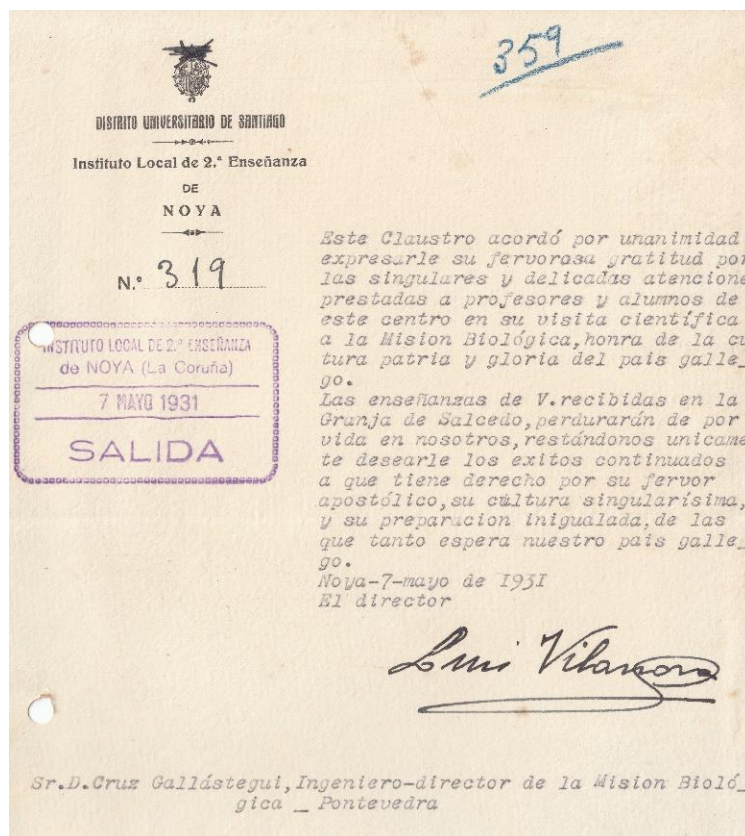 359
DISTRITO UNIVERSITARIO DE SANTIAGO
Instituto Local de 2.ª Enseñanza
DE
NOYA
N.º 319
INSTITUTO LOCAL DE 2.ª ENSEÑANZA
de NOYA (La Coruña)
7 MAYO 1931
SALIDA
Este Claustro acordó por unanimidad
expresarle su fervorosa gratitud por
las singulares y delicadas atencione
prestadas a profesores y alumnos de
este centro en su visita científica
a la Mision Biológica,honra de la cu
tura patria y gloria del pais galle_
go.
Las enseñanzas de V.recibidas en la
Granja de Salcedo,perdurarán de por
vida en nosotros,restándonos unicame
te desearle los exitos continuados
a que tiene derecho por su fervor
apostólico,su cultura singularísima,
y su preparacion inigualada,de las
que tanto espera nuestro pais galle_
go.
Noya-7-mayo de I93I
El director
Luis Vilanova
Sr.D.Cruz Gallástegui,Ingeniero-director de la Mision Bioló_
gica _ Pontevedra